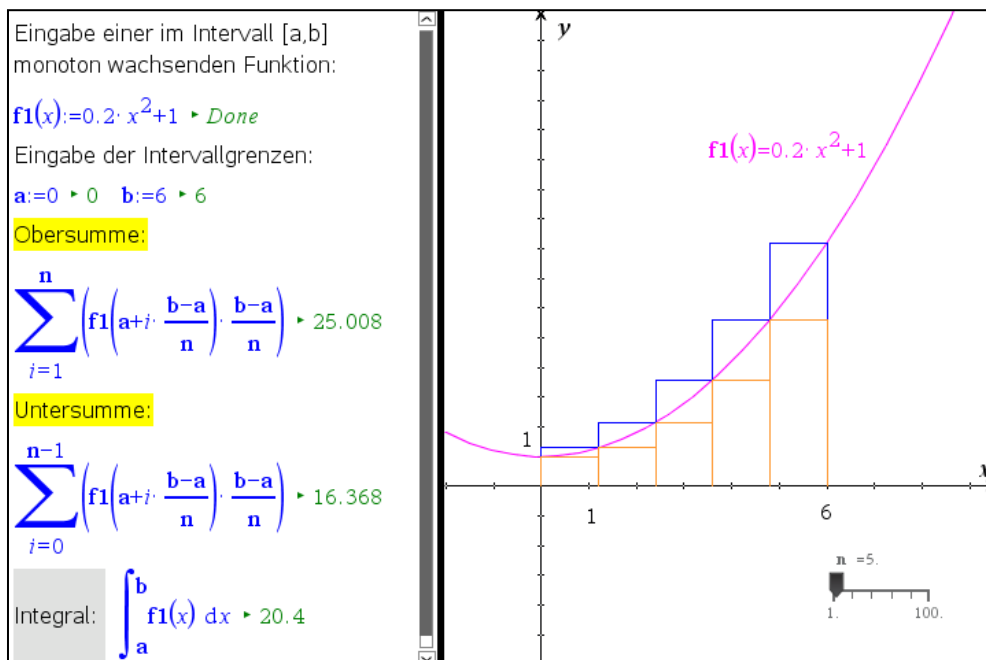 Eingabe einer im Intervall [a,b]
monoton wachsenden Funktion:
f1(x):=0.2· x²+1 ▸ Done
Eingabe der Intervallgrenzen:
a:=0 ▸ 0 b:=6 ▸ 6
Obersumme:
n
∑ (f1(a+i· (b−a)/n)· (b−a)/n) ▸ 25.008
i=1
Untersumme:
n−1
∑ (f1(a+i· (b−a)/n)· (b−a)/n) ▸ 16.368
i=0
Integral: ∫ₐᵇ f1(x) dx ▸ 20.4
y
f1(x)=0.2· x²+1
1
x
1 6
n =5.
1. 100.